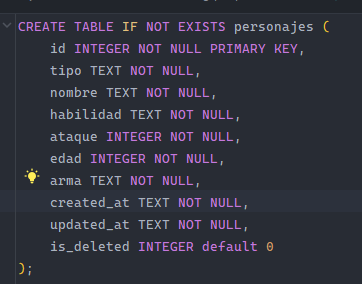 CREATE TABLE IF NOT EXISTS personajes (
id INTEGER NOT NULL PRIMARY KEY,
tipo TEXT NOT NULL,
nombre TEXT NOT NULL,
habilidad TEXT NOT NULL,
ataque INTEGER NOT NULL,
edad INTEGER NOT NULL,
arma TEXT NOT NULL,
created_at TEXT NOT NULL,
updated_at TEXT NOT NULL,
is_deleted INTEGER default 0
);